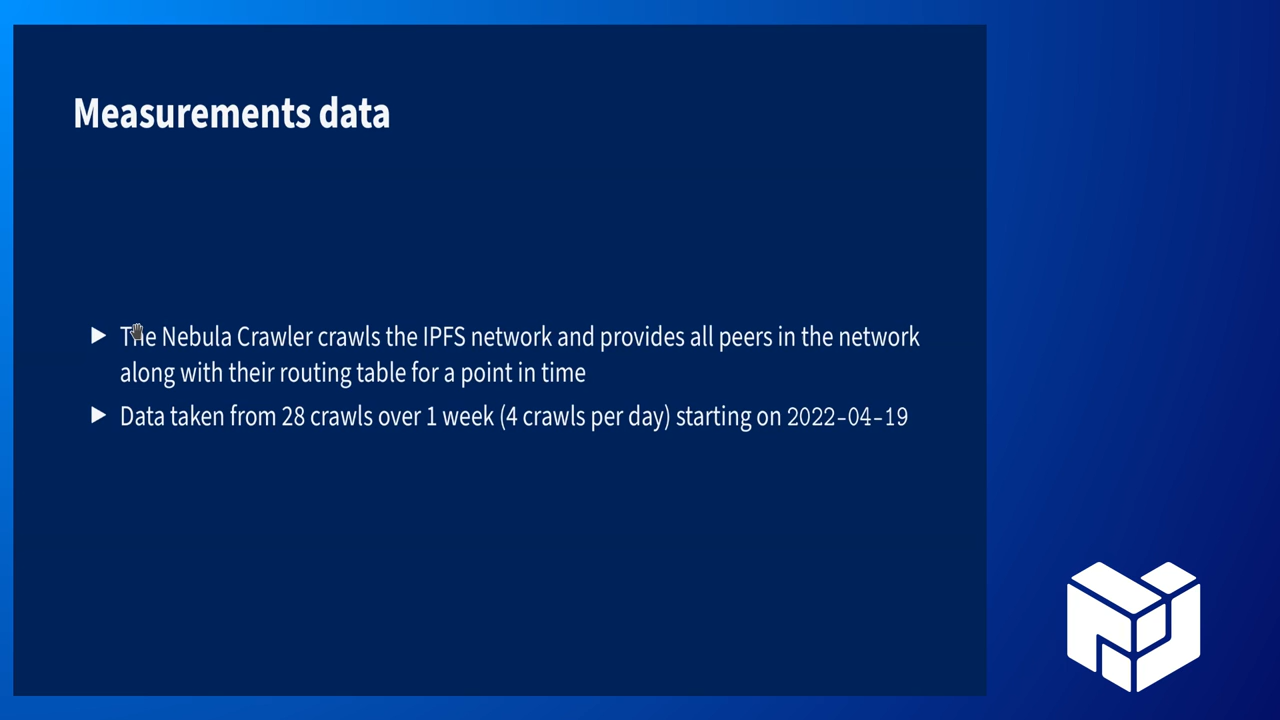 Measurements data
The Nebula Crawler crawls the IPFS network and provides all peers in the network
along with their routing table for a point in time
Data taken from 28 crawls over 1 week (4 crawls per day) starting on 2022-04-19